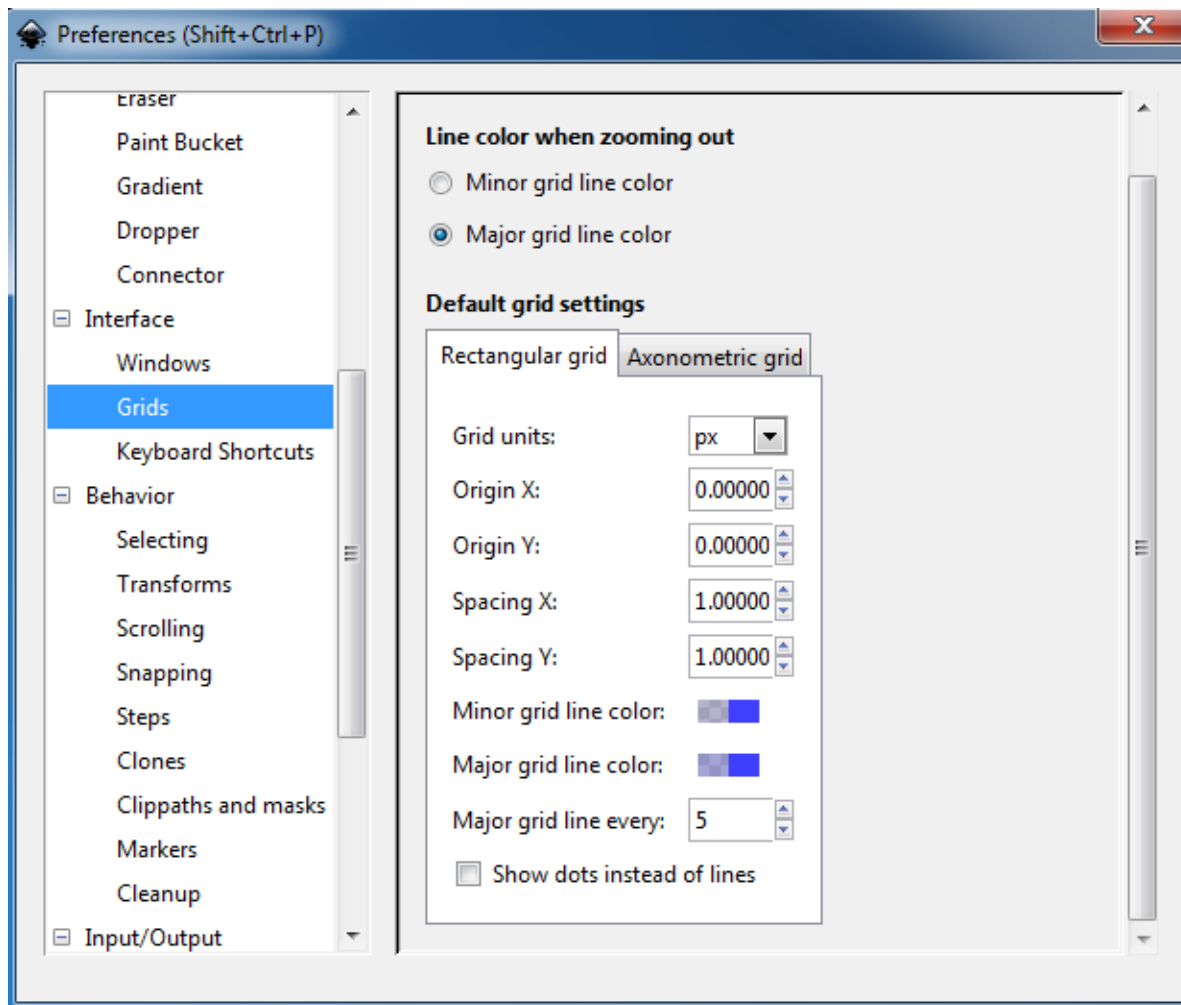 Preferences (Shift+Ctrl+P)
Eraser
Paint Bucket
Gradient
Dropper
Connector
Interface
Windows
Grids
Keyboard Shortcuts
Behavior
Selecting
Transforms
Scrolling
Snapping
Steps
Clones
Clippaths and masks
Markers
Cleanup
Input/Output
Line color when zooming out
Minor grid line color
Major grid line color
Default grid settings
Rectangular grid Axonometric grid
Grid units: px
Origin X: 0.00000
Origin Y: 0.00000
Spacing X: 1.00000
Spacing Y: 1.00000
Minor grid line color:
Major grid line color:
Major grid line every: 5
Show dots instead of lines